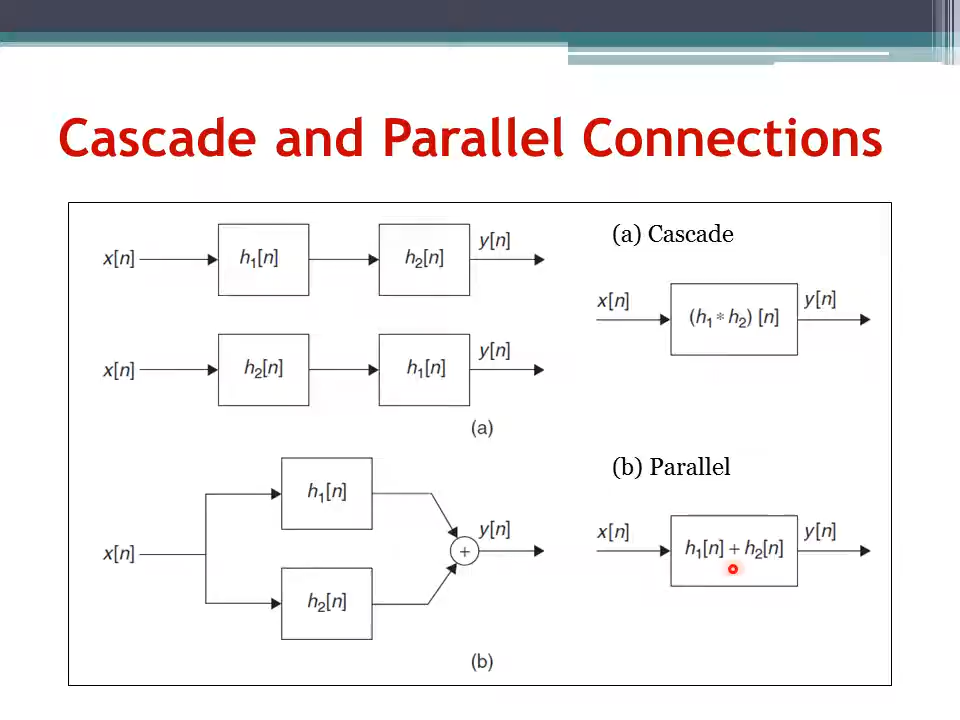 Cascade and Parallel Connections
x[n] h₁[n] h₂[n] y[n]
x[n] h₂[n] h₁[n] y[n]
(a)
(a) Cascade
x[n] (h₁ * h₂) [n] y[n]
x[n] h₁[n] h₂[n] + y[n]
(b)
(b) Parallel
x[n] h₁[n] + h₂[n] y[n]